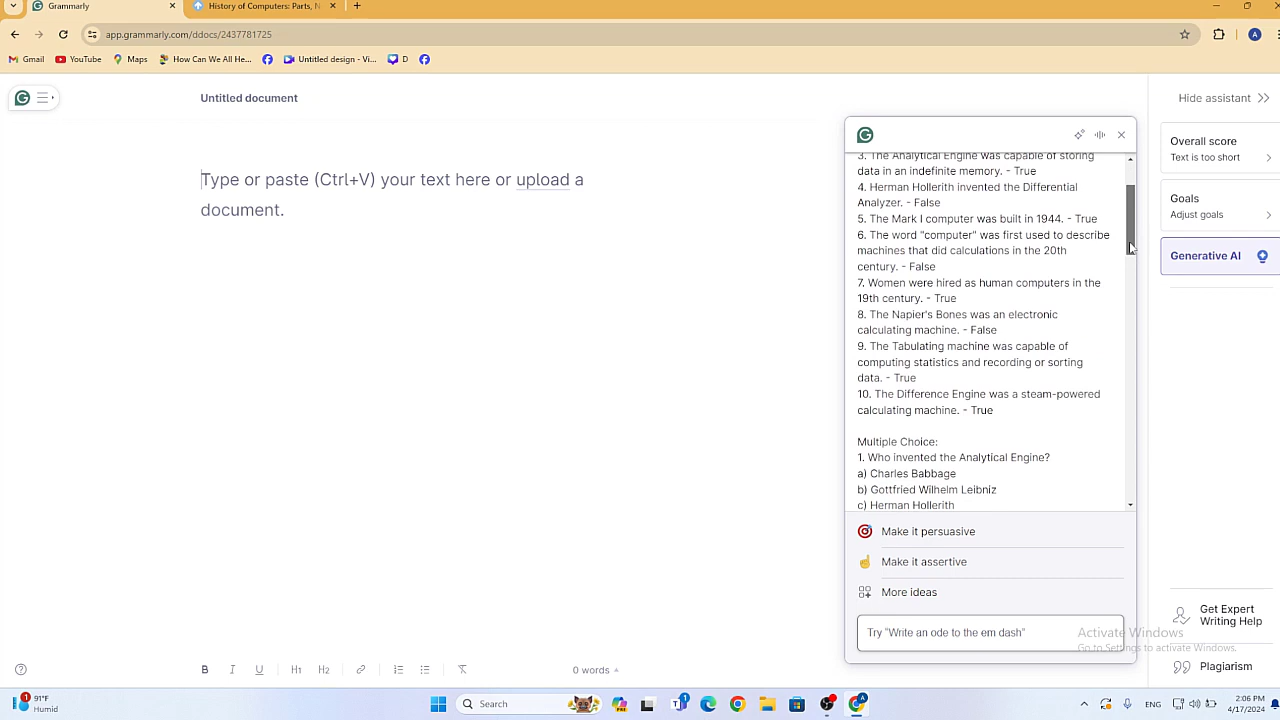 Grammarly
History of Computers: Parts, N
app.grammarly.com/ddocs/2437781725
Gmail
YouTube
Maps
How Can We All He...
Untitled design - Vi...
D
Untitled document
Hide assistant
Type or paste (Ctrl+V) your text here or upload a
document.
3. The Analytical Engine was capable of storing
data in an indefinite memory. - True
4. Herman Hollerith invented the Differential
Analyzer. - False
5. The Mark I computer was built in 1944. - True
6. The word "computer" was first used to describe
machines that did calculations in the 20th
century. - False
7. Women were hired as human computers in the
19th century. - True
8. The Napier's Bones was an electronic
calculating machine. - False
9. The Tabulating machine was capable of
computing statistics and recording or sorting
data. - True
10. The Difference Engine was a steam-powered
calculating machine. - True
Multiple Choice:
1. Who invented the Analytical Engine?
a) Charles Babbage
b) Gottfried Wilhelm Leibniz
c) Herman Hollerith
Make it persuasive
Make it assertive
More ideas
Try "Write an ode to the em dash"
Overall score
Text is too short
Goals
Adjust goals
Generative AI
Get Expert
Writing Help
Activate Windows
Go to Settings to activate Windows.
Plagiarism
B I U H1 H2
0 words
1
91°F
Humid
Search
1
A
ENG
2:06 PM
4/17/2024